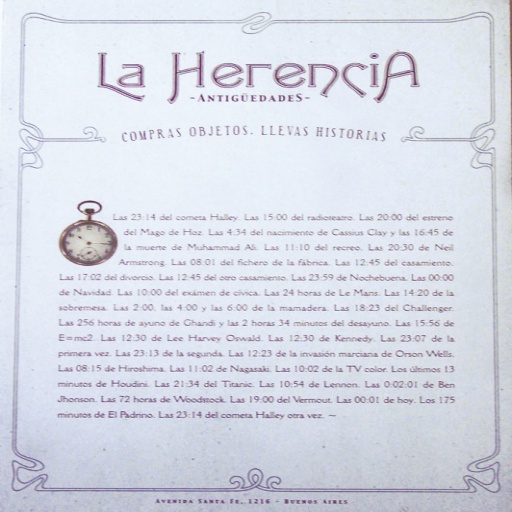 La HerenciA
-ANTIGÜEDADES-
COMPRAS OBJETOS. LLEVAS HISTORIAS
Las 23:14 del cometa Halley. Las 15:00 del radioteatro. Las 20:00 del estreno
del Mago de Hoz. Las 4:34 del nacimiento de Cassius Clay y las 16:45 de
la muerte de Muhammad Ali. Las 11:10 del recreo. Las 20:30 de Neil
Armstrong. Las 08:01 del fichero de la fábrica. Las 12:45 del casamiento.
Las 17:02 del divorcio. Las 12:45 del otro casamiento. Las 23:59 de Nochebuena. Las 00:00
de Navidad. Las 10:00 del exámen de cívica. Las 24 horas de Le Mans. Las 14:20 de la
sobremesa. Las 2:00, las 4:00 y las 6:00 de la mamadera. Las 18:23 del Challenger.
Las 256 horas de ayuno de Ghandi y las 2 horas 34 minutos del desayuno. Las 15:56 de
E=mc2. Las 12:30 de Lee Harvey Oswald. Las 12:30 de Kennedy. Las 23:07 de la
primera vez. Las 23:13 de la segunda. Las 12:23 de la invasión marciana de Orson Wells.
Las 08:15 de Hiroshima. Las 11:02 de Nagasaki. Las 10:02 de la TV color. Los últimos 13
minutos de Houdini. Las 21:34 del Titanic. Las 10:54 de Lennon. Las 0:02:01 de Ben
Jhonson. Las 72 horas de Woodstock. Las 19:00 del Vermout. Las 00:01 de hoy. Los 175
minutos de El Padrino. Las 23:14 del cometa Halley otra vez. ~
AVENIDA SANTA FE, 1216 - BUENOS AIRES